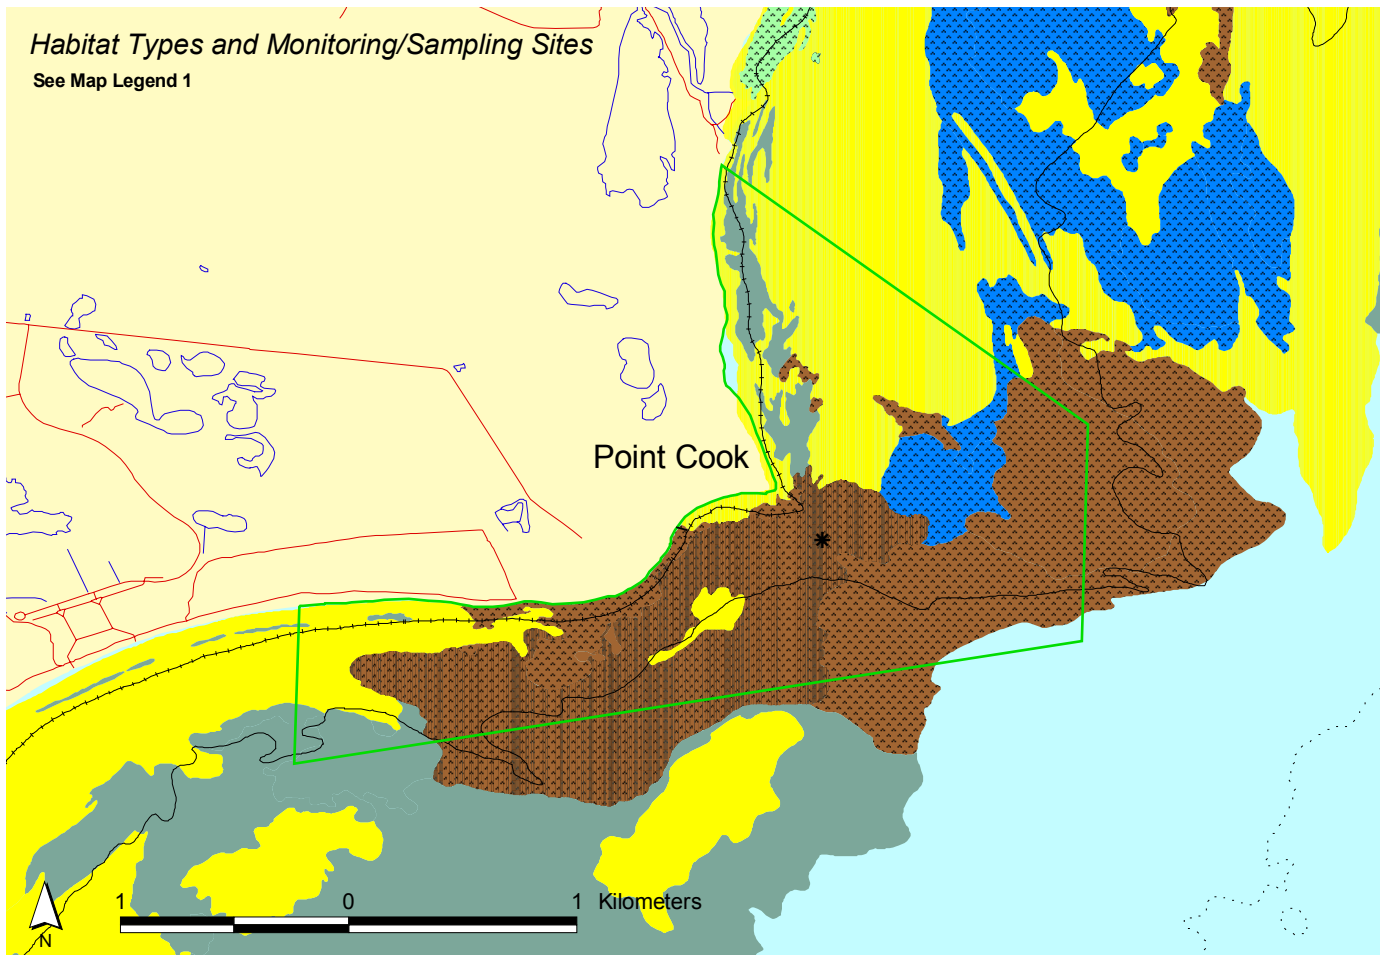 Habitat Types and Monitoring/Sampling Sites
See Map Legend 1
Point Cook
1 0 1 Kilometers
N